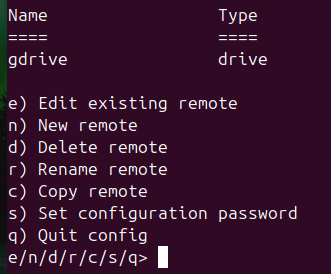 Name Type
==== ====
gdrive drive
e) Edit existing remote
n) New remote
d) Delete remote
r) Rename remote
c) Copy remote
s) Set configuration password
q) Quit config
e/n/d/r/c/s/q>